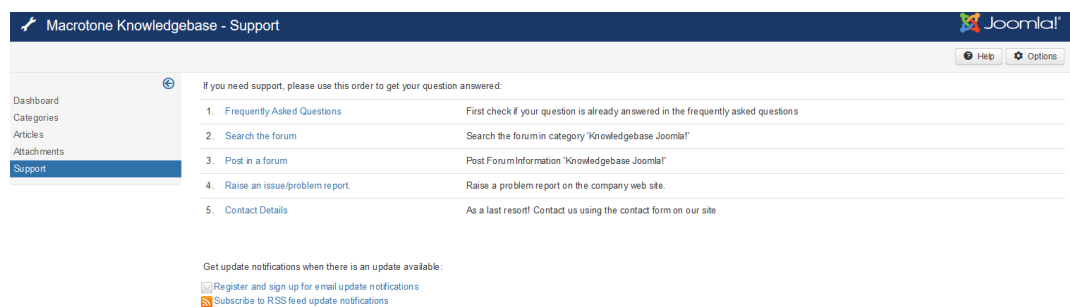 Macrotone Knowledgebase - Support
Joomla!®
Help Options
If you need support, please use this order to get your question answered:
Dashboard
Categories
Articles
Attachments
Support
1. Frequently Asked Questions First check if your question is already answered in the frequently asked questions
2. Search the forum Search the forum in category 'Knowledgebase Joomla!'
3. Post in a forum Post Forum Information 'Knowledgebase Joomla!'
4. Raise an issue/problem report. Raise a problem report on the company web site.
5. Contact Details As a last resort! Contact us using the contact form on our site
Get update notifications when there is an update available:
Register and sign up for email update notifications
Subscribe to RSS feed update notifications